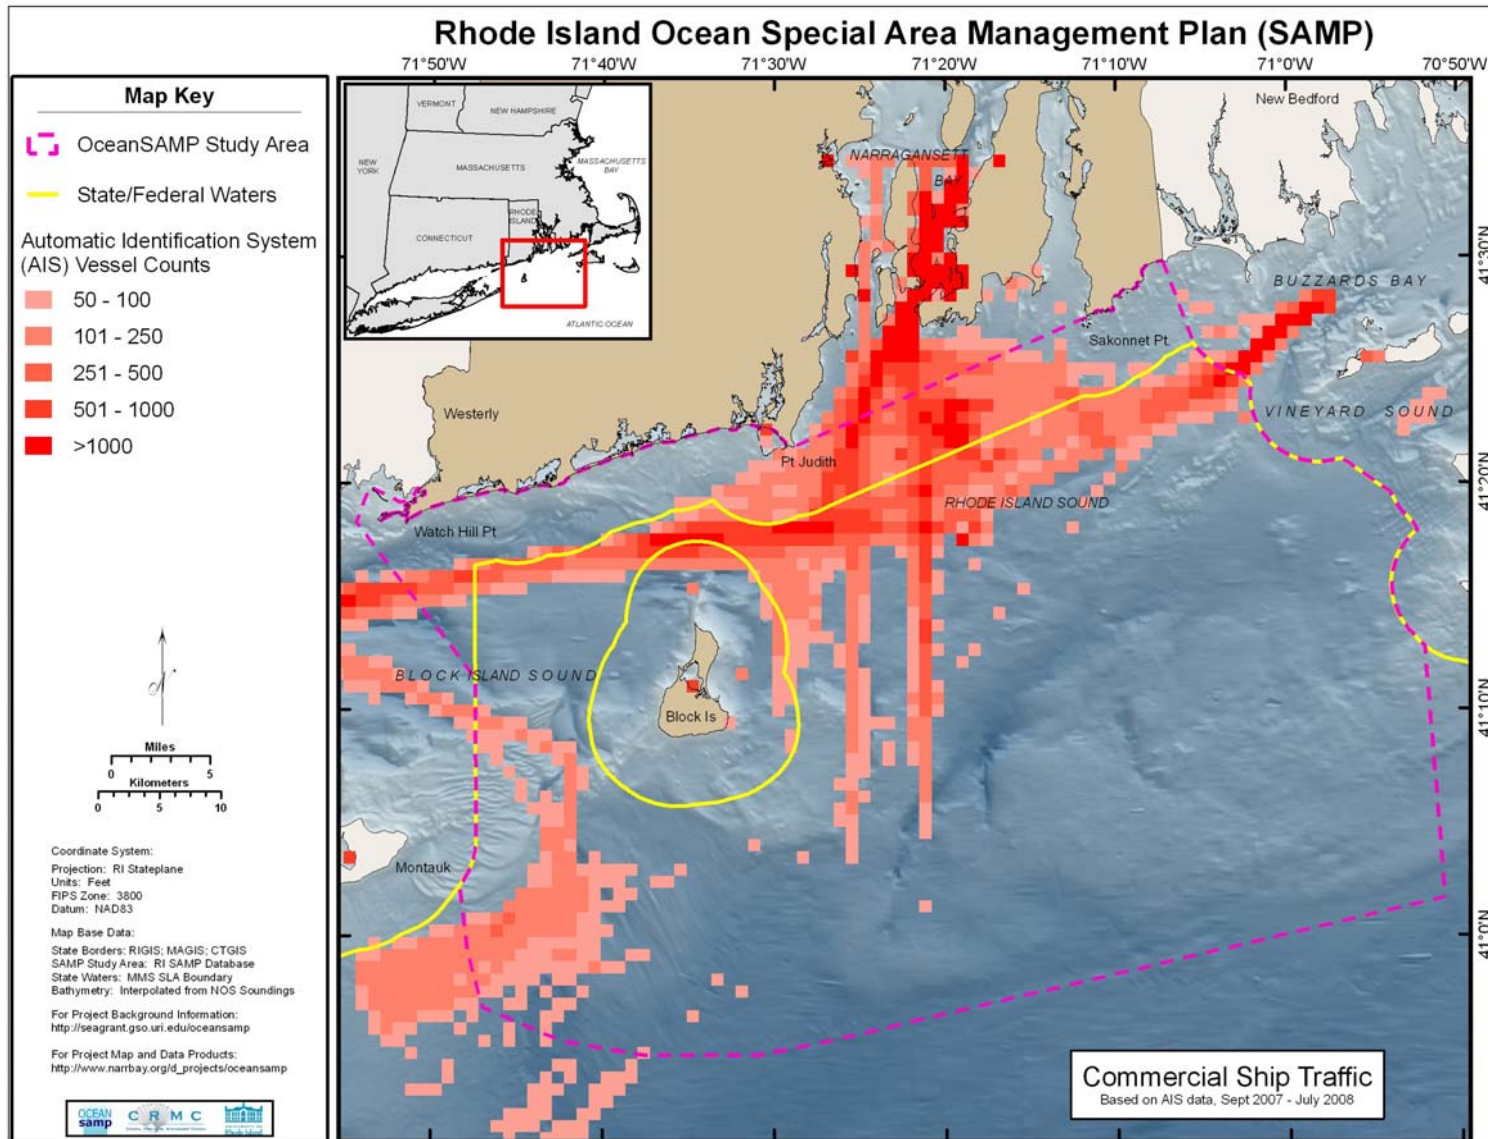 Rhode Island Ocean Special Area Management Plan (SAMP)
71°50'W
71°40'W
71°30'W
71°20'W
71°10'W
71°0'W
70°50'W
Map Key
OceanSAMP Study Area
State/Federal Waters
Automatic Identification System
(AIS) Vessel Counts
50 - 100
101 - 250
251 - 500
501 - 1000
>1000
Miles
0 5
Kilometers
0 5 10
Coordinate System:
Projection: RI Stateplane
Units: Feet
FIPS Zone: 3800
Datum: NAD83
Map Base Data:
State Borders: RIGIS; MAGIS; CTGIS
SAMP Study Area: RI SAMP Database
State Waters: MMS SLA Boundary
Bathymetry: Interpolated from NOS Soundings
For Project Background Information:
http://seagrant.gso.uri.edu/oceansamp
For Project Map and Data Products:
http://www.narrbay.org/d_projects/oceansamp
OCEAN
samp
CRMC
VERMONT
NEW HAMPSHIRE
NEW
YORK
MASSACHUSETTS
MASSACHUSETTS
BAY
RHODE
ISLAND
CONNECTICUT
ATLANTIC OCEAN
New Bedford
NARRAGANSETT
BAY
BUZZARDS BAY
Sakonnet Pt.
VINEYARD SOUND
Westerly
Pt Judith
RHODE ISLAND SOUND
Watch Hill Pt
BLOCK ISLAND SOUND
Block Is
Montauk
41°30'N
41°20'N
41°10'N
41°0'N
Commercial Ship Traffic
Based on AIS data, Sept 2007 - July 2008